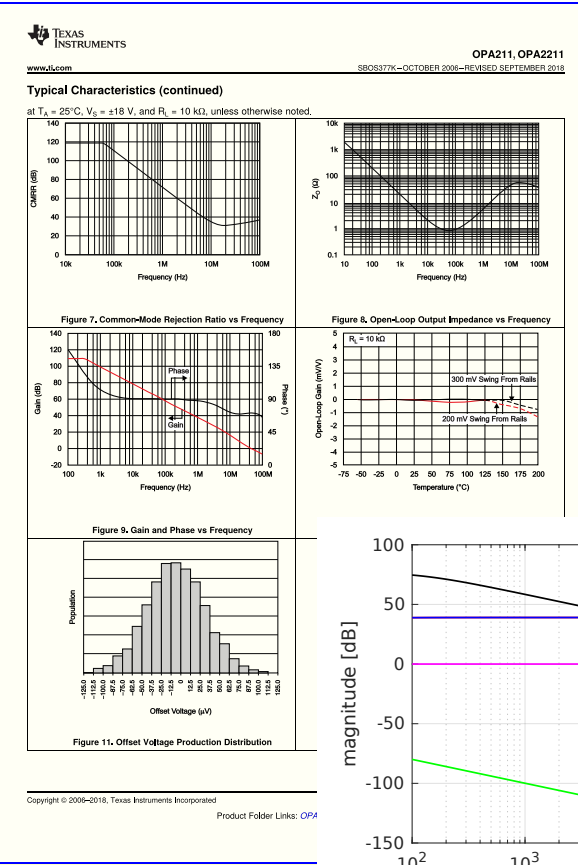 TEXAS
INSTRUMENTS
OPA211, OPA2211
www.ti.com
SBOS377K–OCTOBER 2006–REVISED SEPTEMBER 2018
Typical Characteristics (continued)
at TA = 25°C, VS = ±18 V, and RL = 10 kΩ, unless otherwise noted.
140
120
100
80
60
40
20
0
CMRR (dB)
10k 100k 1M 10M 100M
Frequency (Hz)
Figure 7. Common-Mode Rejection Ratio vs Frequency
10k
1k
100
10
1
0.1
ZO (Ω)
10 100 1k 10k 100k 1M 10M 100M
Frequency (Hz)
Figure 8. Open-Loop Output Impedance vs Frequency
140
120
100
80
60
40
20
0
-20
Gain (dB)
180
135
90
45
0
Phase (°)
Phase
Gain
100 1k 10k 100k 1M 10M 100M
Frequency (Hz)
Figure 9. Gain and Phase vs Frequency
5
4
3
2
1
0
-1
-2
-3
-4
-5
Open-Loop Gain (mV/V)
RL = 10 kΩ
300 mV Swing From Rails
200 mV Swing From Rails
-75 -50 -25 0 25 50 75 100 125 150 175 200
Temperature (°C)
Population
-125.0 -112.5 -100.0 -87.5 -75.0 -62.5 -50.0 -37.5 -25.0 -12.5 0 12.5 25.0 37.5 50.0 62.5 75.0 87.5 100.0 112.5 125.0
Offset Voltage (µV)
Figure 11. Offset Voltage Production Distribution
100
50
0
-50
-100
-150
magnitude [dB]
10² 10³
Copyright © 2006–2018, Texas Instruments Incorporated
Product Folder Links: OPA